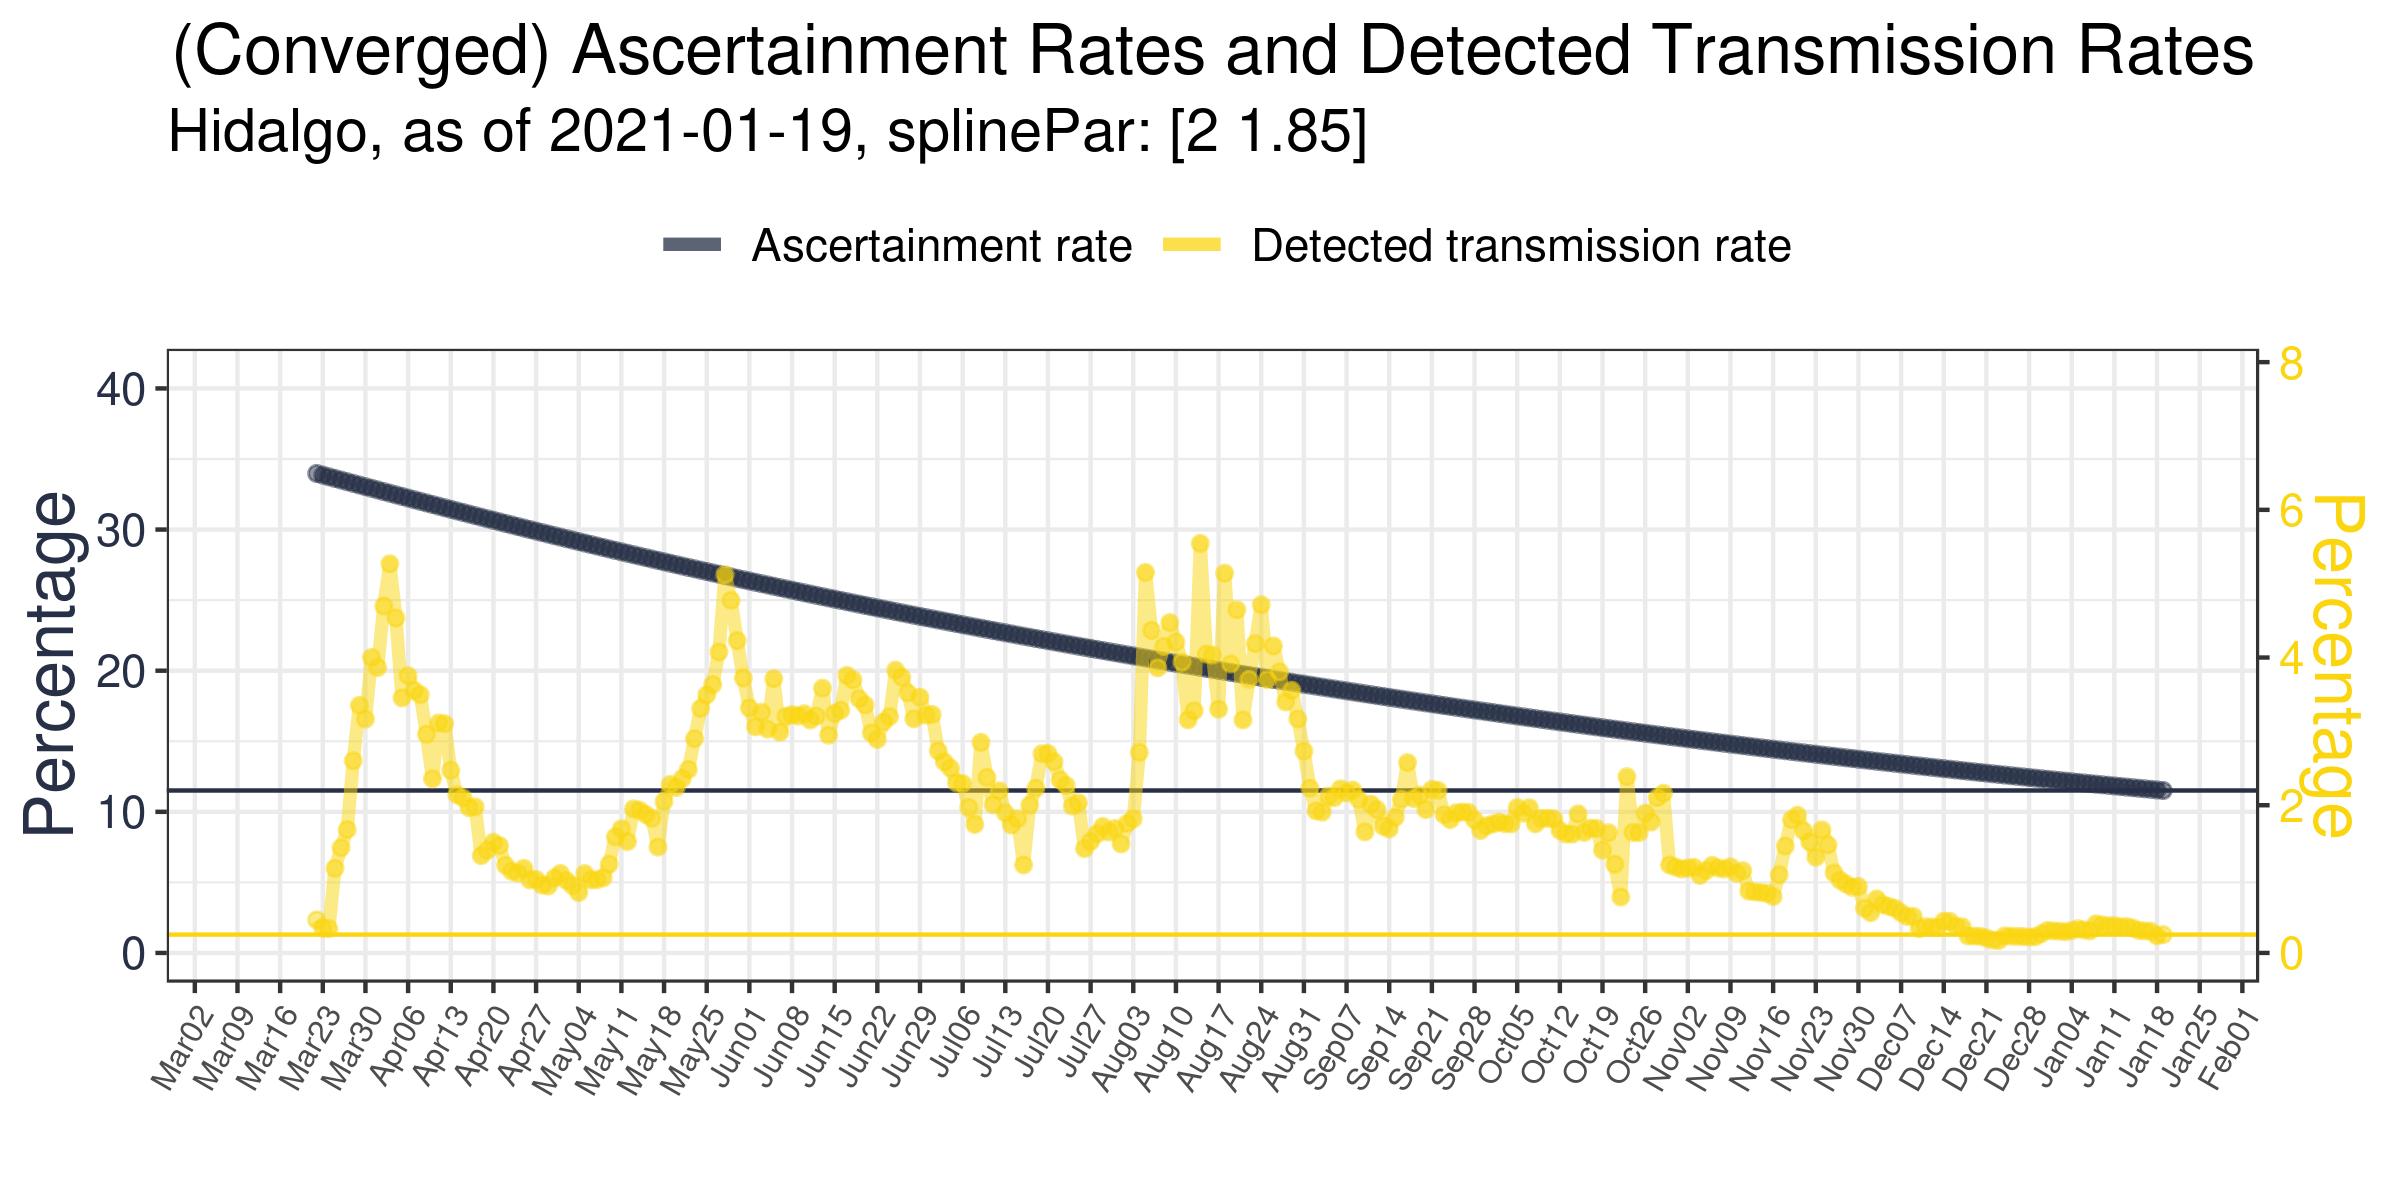 (Converged) Ascertainment Rates and Detected Transmission Rates
Hidalgo, as of 2021-01-19, splinePar: [2 1.85]
Ascertainment rate Detected transmission rate
Percentage
40
30
20
10
0
8
6
4
2
0
Percentage
Mar02 Mar09 Mar16 Mar23 Mar30 Apr06 Apr13 Apr20 Apr27 May04 May11 May18 May25 Jun01 Jun08 Jun15 Jun22 Jun29 Jul06 Jul13 Jul20 Jul27 Aug03 Aug10 Aug17 Aug24 Aug31 Sep07 Sep14 Sep21 Sep28 Oct05 Oct12 Oct19 Oct26 Nov02 Nov09 Nov16 Nov23 Nov30 Dec07 Dec14 Dec21 Dec28 Jan04 Jan11 Jan18 Jan25 Feb01